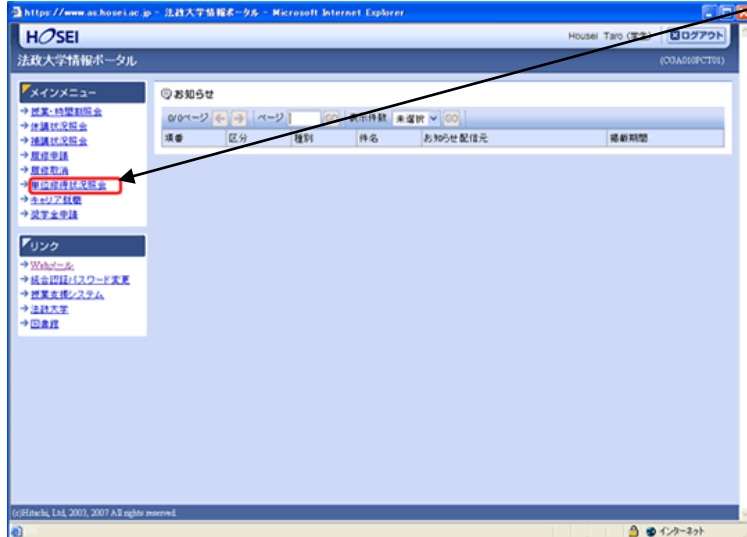 https://www.as.hosei.ac.jp - 法政大学情報ポータル - Microsoft Internet Explorer
HOSEI
Housei Taro (学生)
ログアウト
法政大学情報ポータル
(COA010PCT01)
メインメニュー
授業・時間割照会
休講状況照会
補講状況照会
履修申請
履修取消
単位修得状況照会
キャリア就職
奨学金申請
リンク
Webメール
統合認証パスワード変更
授業支援システム
法政大学
図書館
お知らせ
0/0ページ ページ GO 表示件数 未選択 GO
項番 区分 種別 件名 お知らせ配信元 掲載期間
(c)Hitachi, Ltd, 2003, 2007 All rights reserved.
インターネット